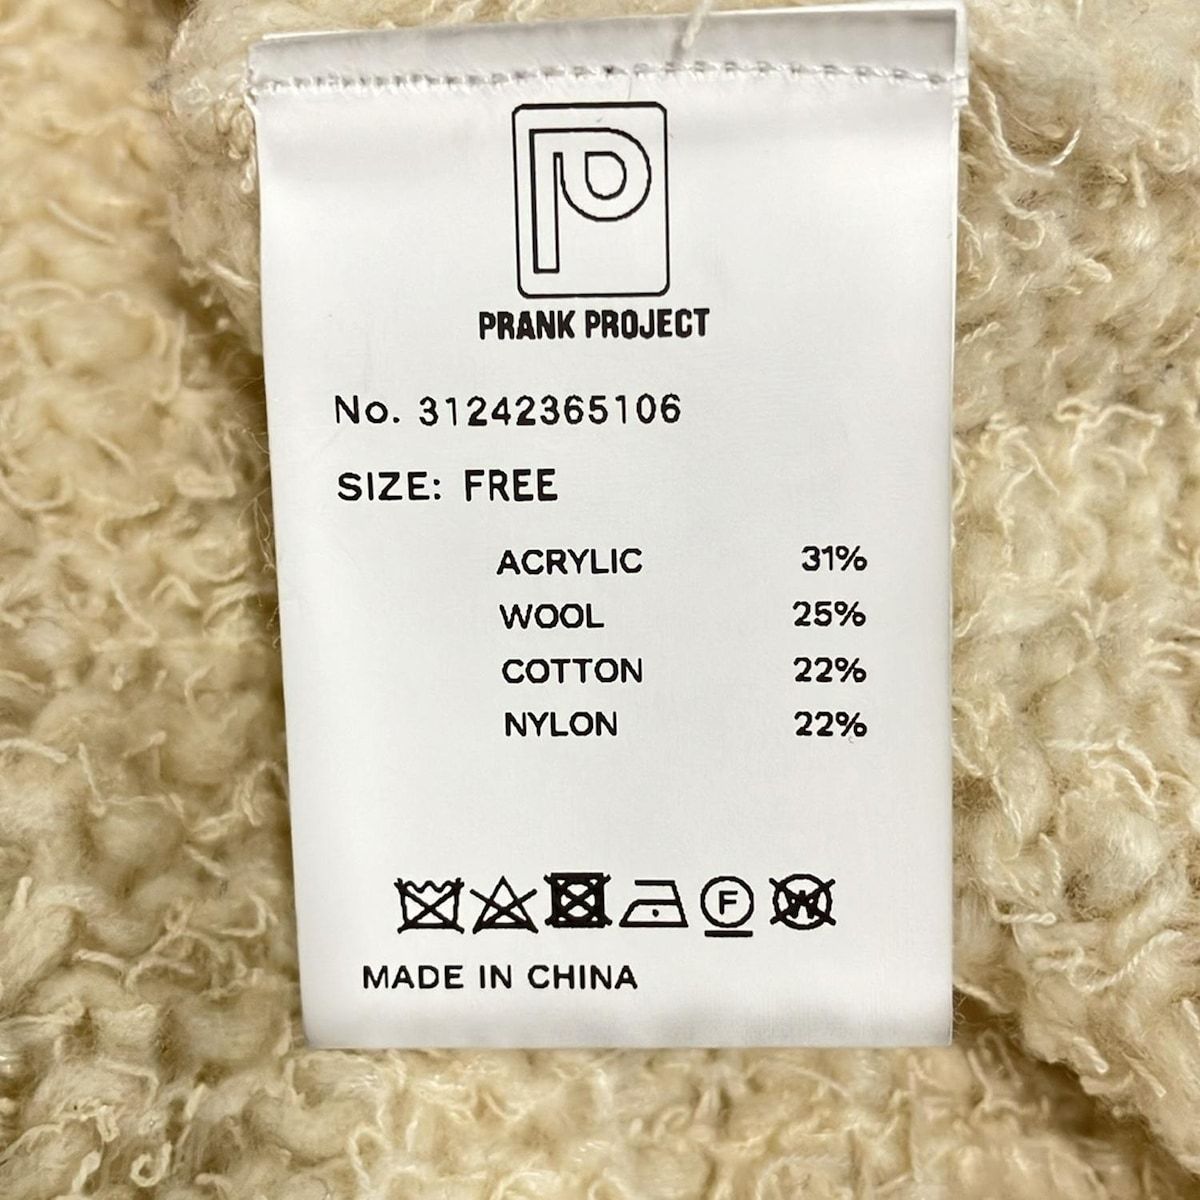 P
PRANK PROJECT
No. 31242365106
SIZE: FREE
ACRYLIC 31%
WOOL 25%
COTTON 22%
NYLON 22%
F W
MADE IN CHINA